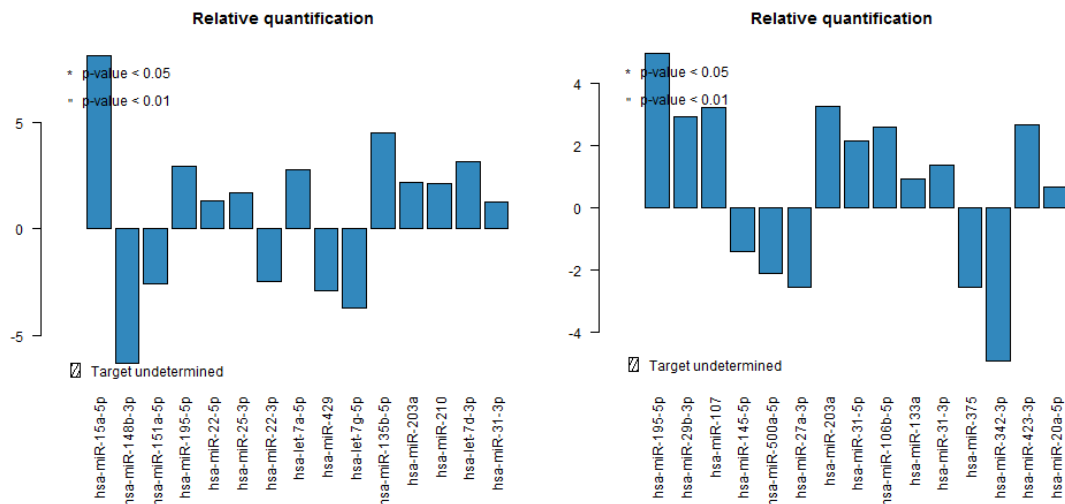 Relative quantification
* p-value < 0.05
" p-value < 0.01
5
0
-5
Target undetermined
hsa-miR-15a-5p
hsa-miR-148b-3p
hsa-miR-151a-5p
hsa-miR-195-5p
hsa-miR-22-5p
hsa-miR-25-3p
hsa-miR-22-3p
hsa-let-7a-5p
hsa-miR-429
hsa-let-7g-5p
hsa-miR-135b-5p
hsa-miR-203a
hsa-miR-210
hsa-let-7d-3p
hsa-miR-31-3p
Relative quantification
* p-value < 0.05
" p-value < 0.01
4
2
0
-2
-4
Target undetermined
hsa-miR-195-5p
hsa-miR-29b-3p
hsa-miR-107
hsa-miR-145-5p
hsa-miR-500a-5p
hsa-miR-27a-3p
hsa-miR-203a
hsa-miR-31-5p
hsa-miR-106b-5p
hsa-miR-133a
hsa-miR-31-3p
hsa-miR-375
hsa-miR-342-3p
hsa-miR-423-3p
hsa-miR-20a-5p